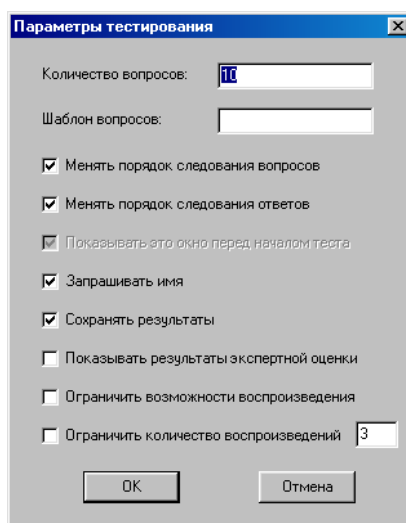 Параметры тестирования
Количество вопросов: 10
Шаблон вопросов:
Менять порядок следования вопросов
Менять порядок следования ответов
Показывать это окно перед началом теста
Запрашивать имя
Сохранять результаты
Показывать результаты экспертной оценки
Ограничить возможности воспроизведения
Ограничить количество воспроизведений 3
OK Отмена